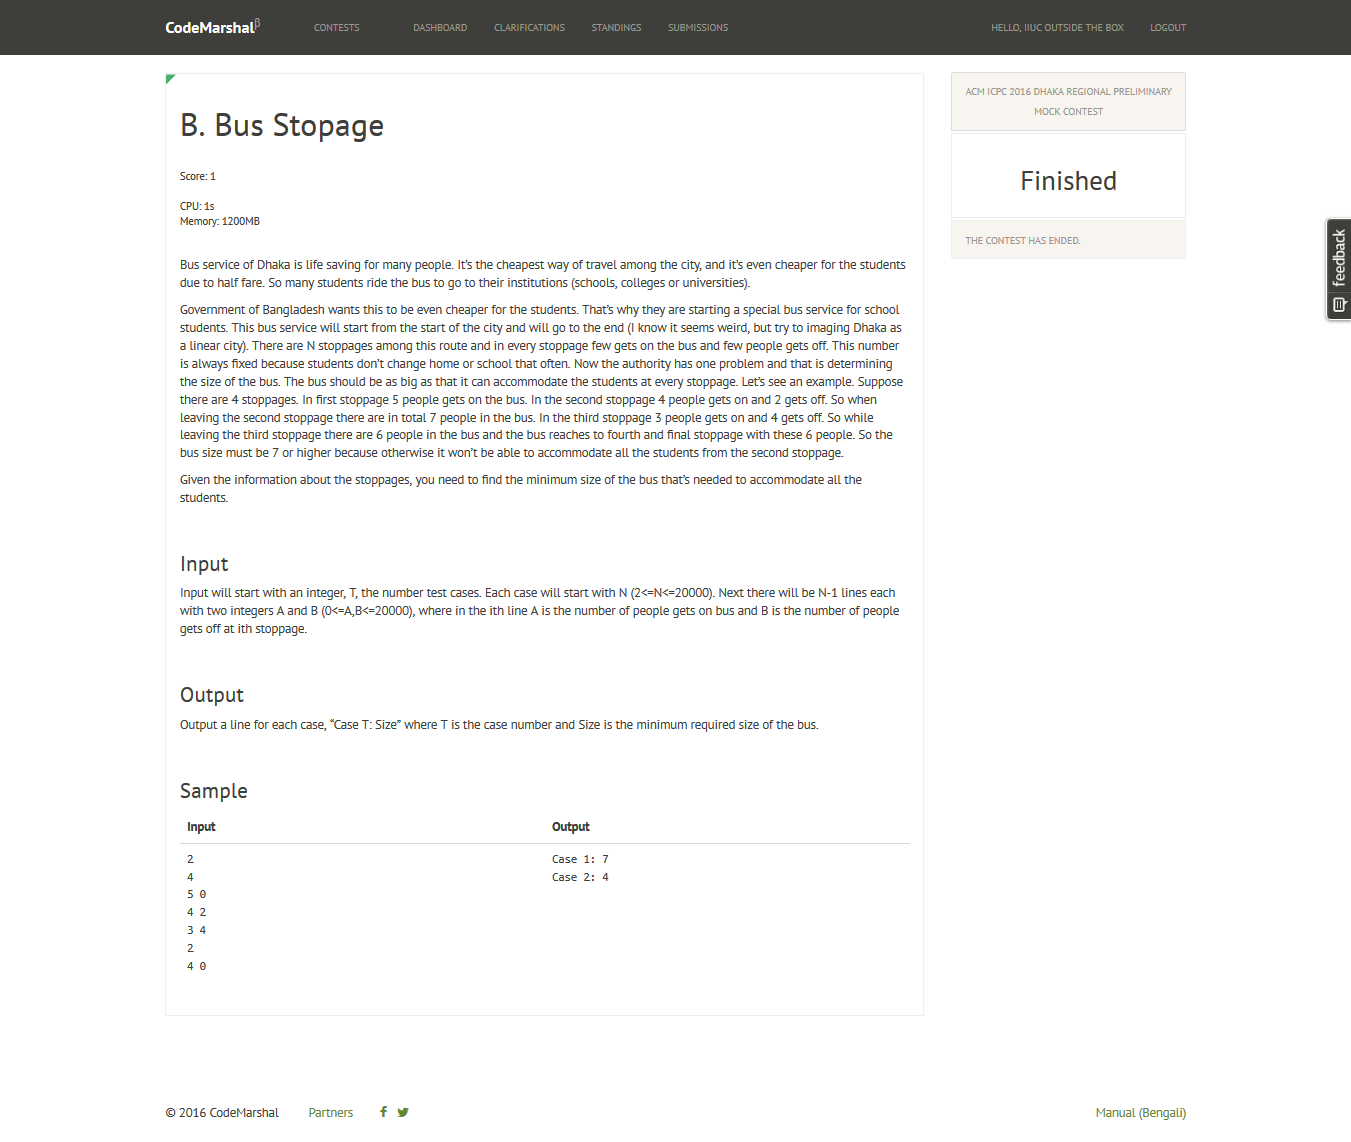 CodeMarshalβ
CONTESTS
DASHBOARD
CLARIFICATIONS
STANDINGS
SUBMISSIONS
HELLO, IIUC OUTSIDE THE BOX
LOGOUT
B. Bus Stopage
Score: 1
CPU: 1s
Memory: 1200MB
Bus service of Dhaka is life saving for many people. It’s the cheapest way of travel among the city, and it’s even cheaper for the students
due to half fare. So many students ride the bus to go to their institutions (schools, colleges or universities).
Government of Bangladesh wants this to be even cheaper for the students. That’s why they are starting a special bus service for school
students. This bus service will start from the start of the city and will go to the end (I know it seems weird, but try to imaging Dhaka as
a linear city). There are N stoppages among this route and in every stoppage few gets on the bus and few people gets off. This number
is always fixed because students don’t change home or school that often. Now the authority has one problem and that is determining
the size of the bus. The bus should be as big as that it can accommodate the students at every stoppage. Let’s see an example. Suppose
there are 4 stoppages. In first stoppage 5 people gets on the bus. In the second stoppage 4 people gets on and 2 gets off. So when
leaving the second stoppage there are in total 7 people in the bus. In the third stoppage 3 people gets on and 4 gets off. So while
leaving the third stoppage there are 6 people in the bus and the bus reaches to fourth and final stoppage with these 6 people. So the
bus size must be 7 or higher because otherwise it won’t be able to accommodate all the students from the second stoppage.
Given the information about the stoppages, you need to find the minimum size of the bus that’s needed to accommodate all the
students.
Input
Input will start with an integer, T, the number test cases. Each case will start with N (2<=N<=20000). Next there will be N-1 lines each
with two integers A and B (0<=A,B<=20000), where in the ith line A is the number of people gets on bus and B is the number of people
gets off at ith stoppage.
Output
Output a line for each case, “Case T: Size” where T is the case number and Size is the minimum required size of the bus.
Sample
Input
2
4
5 0
4 2
3 4
2
4 0
Output
Case 1: 7
Case 2: 4
ACM ICPC 2016 DHAKA REGIONAL PRELIMINARY
MOCK CONTEST
Finished
THE CONTEST HAS ENDED.
feedback
© 2016 CodeMarshal
Partners
Manual (Bengali)